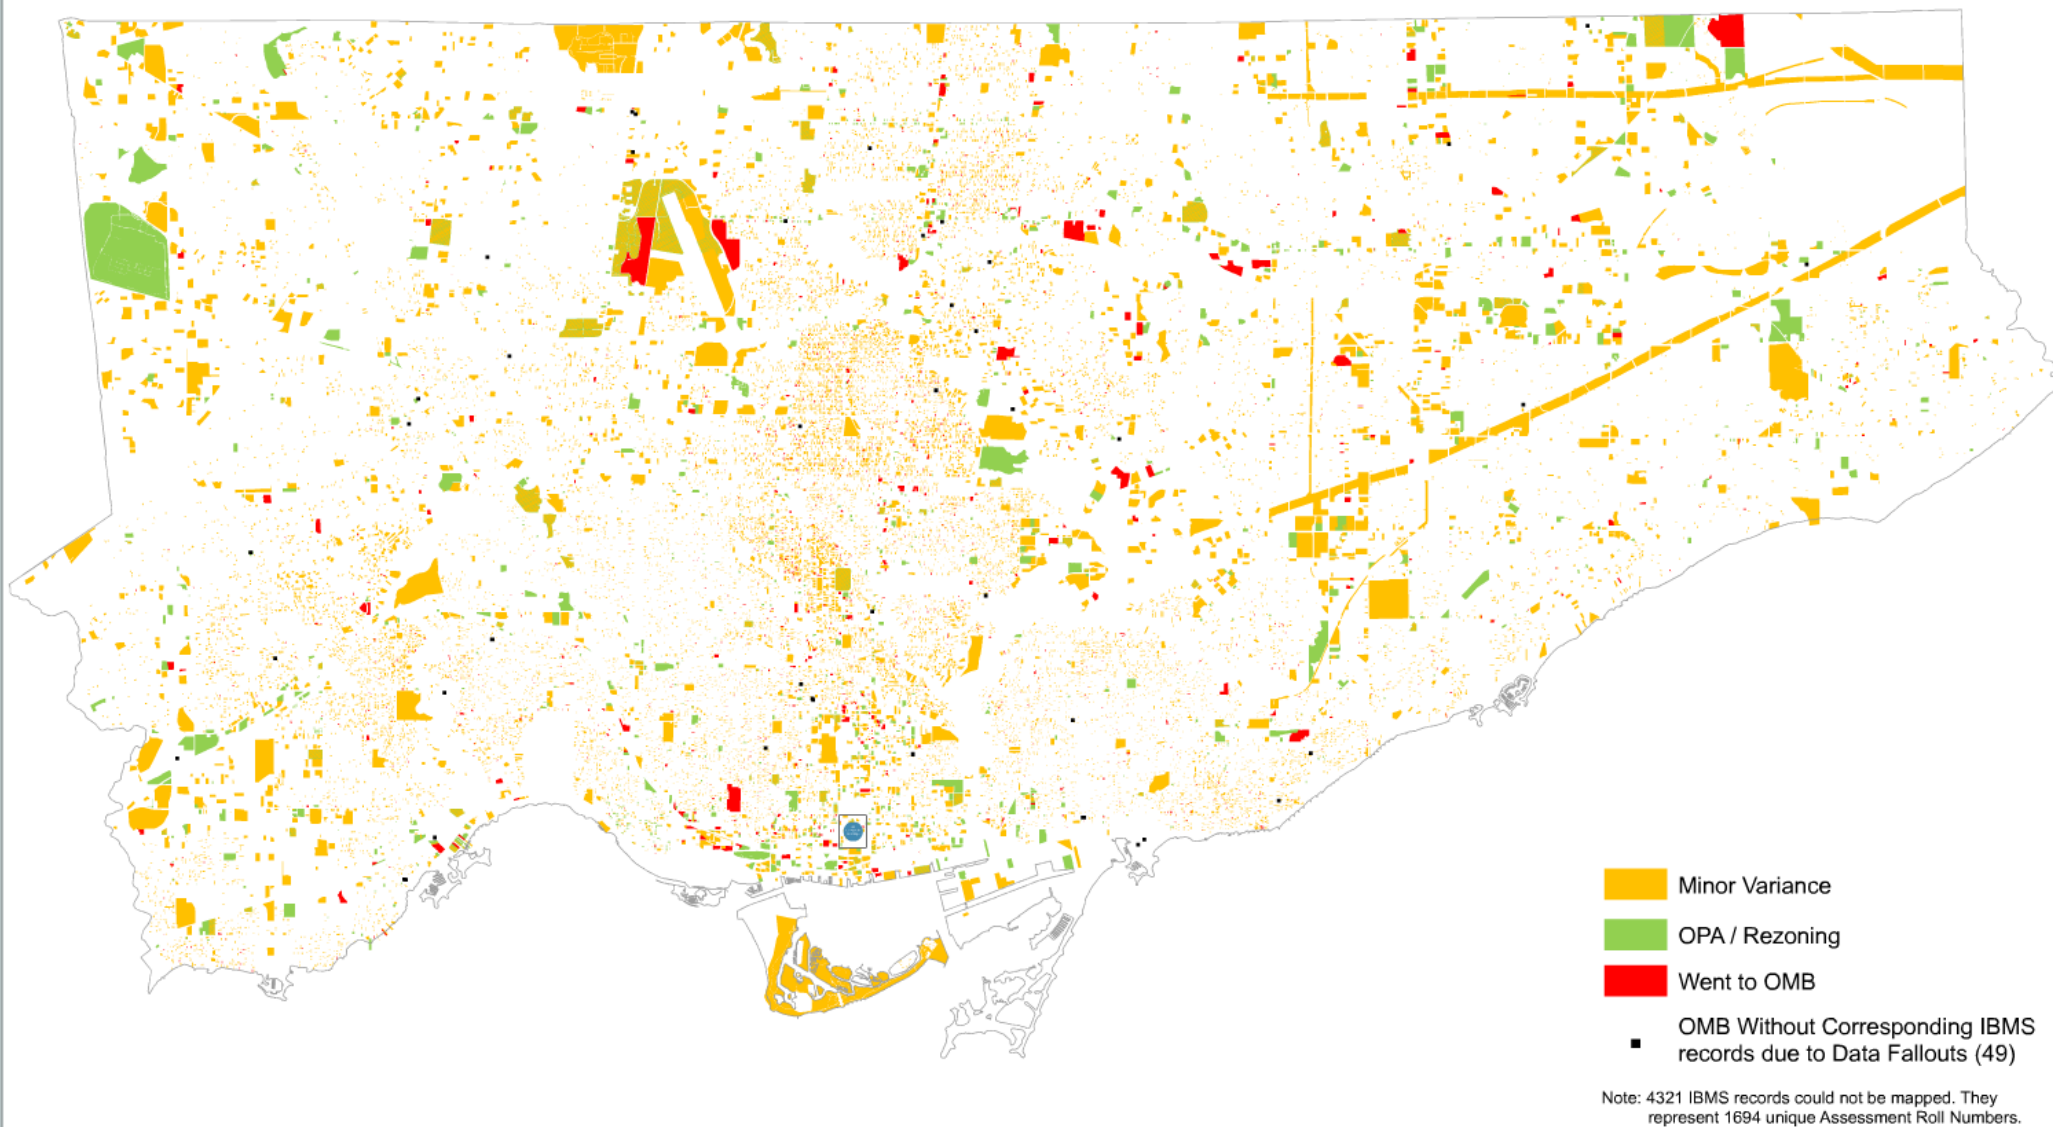 Minor Variance
OPA / Rezoning
Went to OMB
OMB Without Corresponding IBMS
records due to Data Fallouts (49)
Note: 4321 IBMS records could not be mapped. They
represent 1694 unique Assessment Roll Numbers.